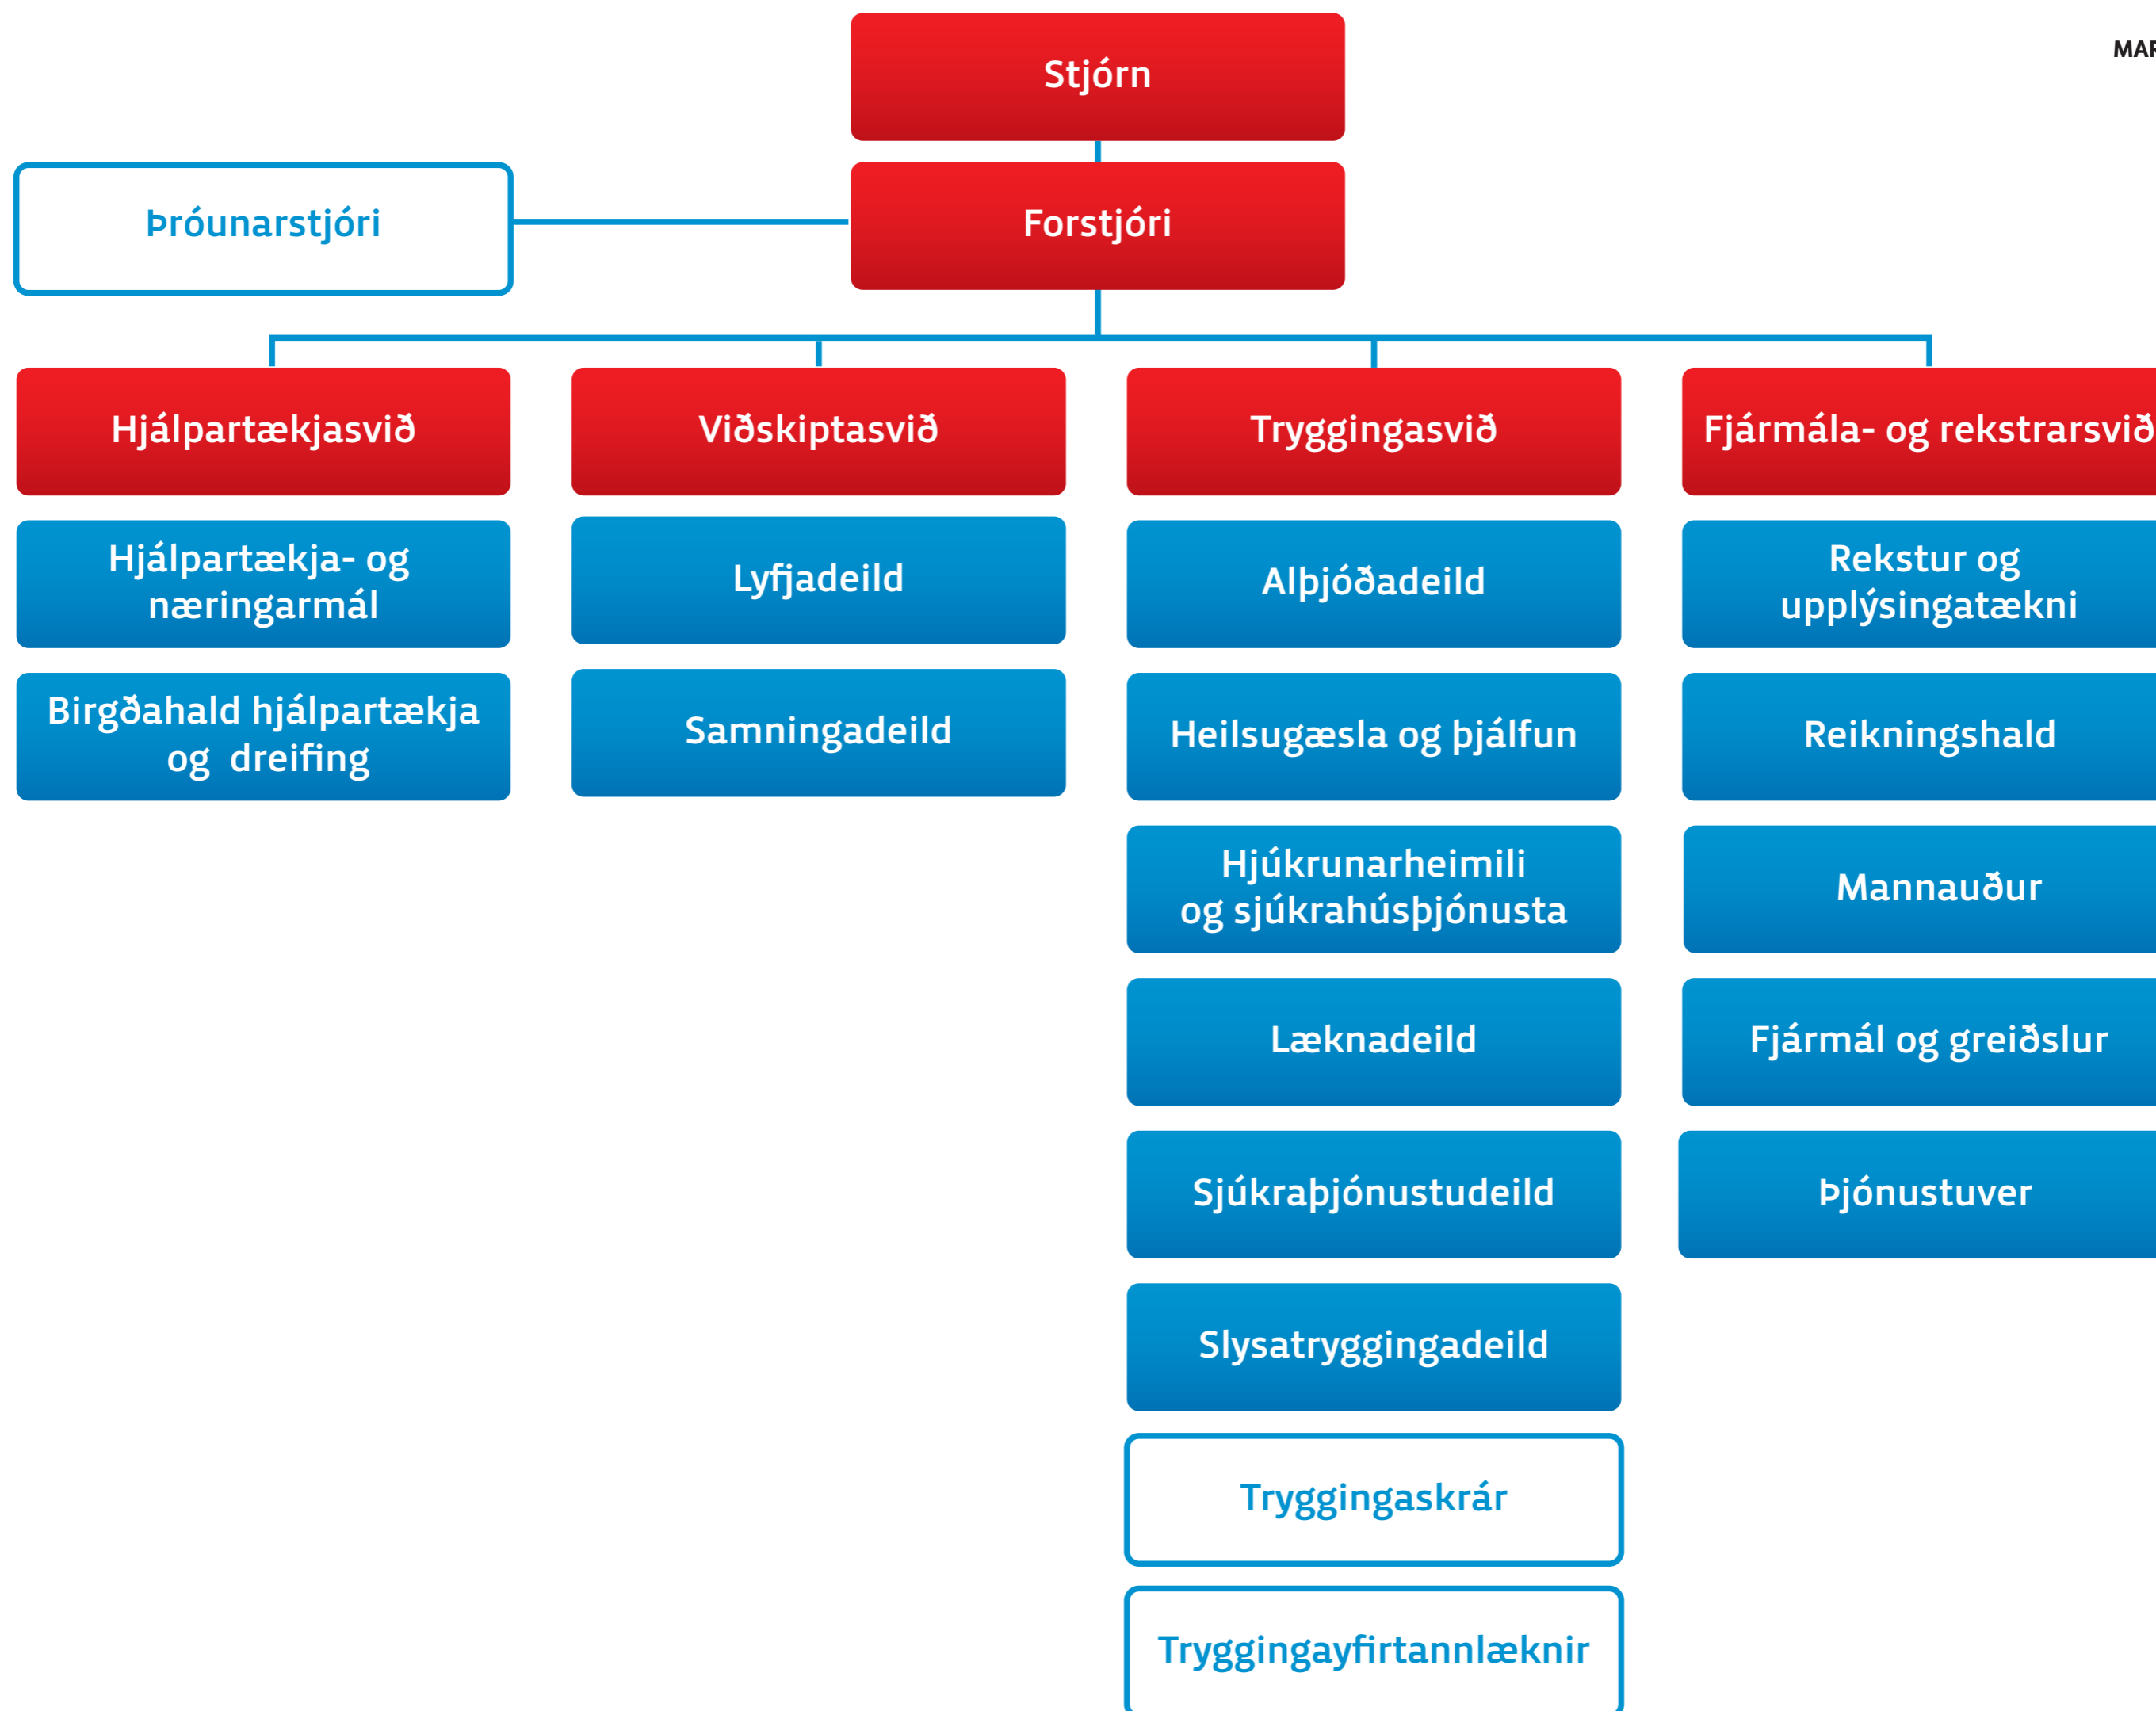 Stjórn
MAR
Þróunarstjóri
Forstjóri
Hjálpartækjasvið
Hjálpartækja- og
næringarmál
Birgðahald hjálpartækja
og dreifing
Viðskiptasvið
Lyfjadeild
Samningadeild
Tryggingasvið
Alþjóðadeild
Heilsugæsla og þjálfun
Hjúkrunarheimili
og sjúkrahúsþjónusta
Læknadeild
Sjúkraþjónustudeild
Slysatryggingadeild
Tryggingaskrár
Tryggingayfirtannlæknir
Fjármála- og rekstrarsvið
Rekstur og
upplýsingatækni
Reikningshald
Mannauður
Fjármál og greiðslur
Þjónustuver